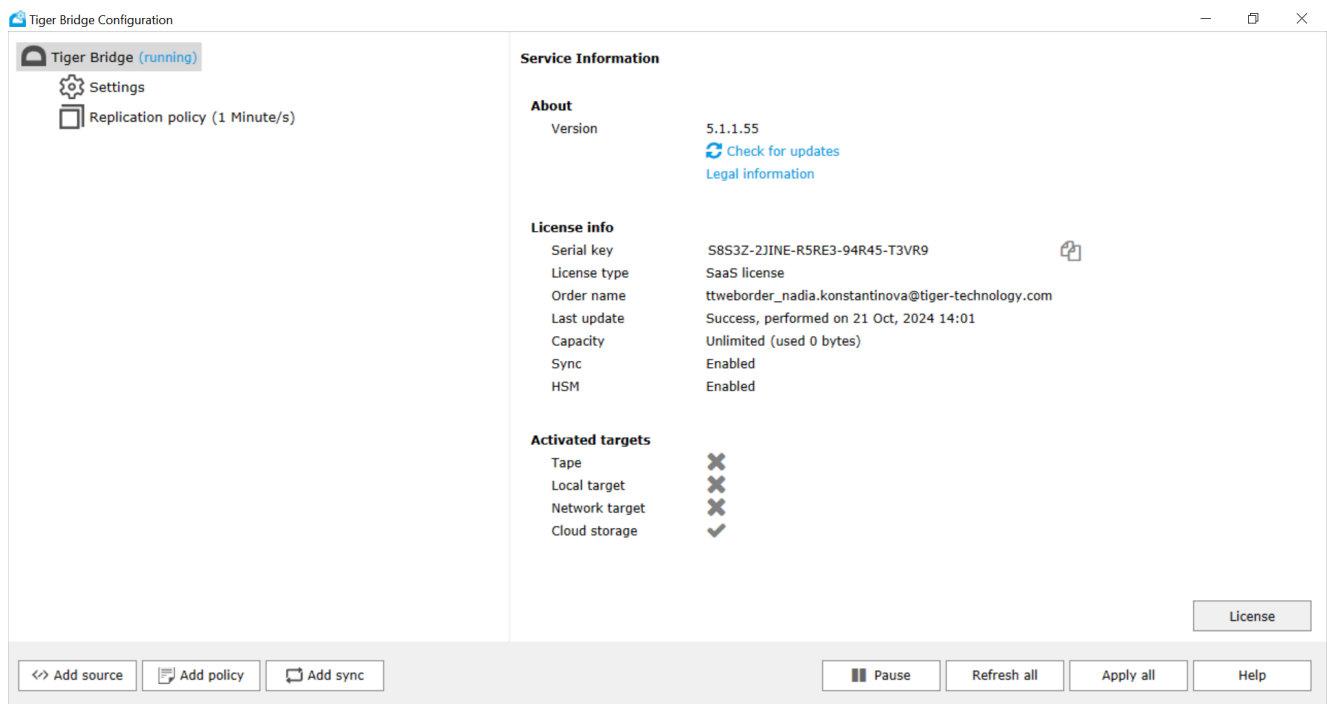 Tiger Bridge Configuration
Tiger Bridge (running)
Settings
Replication policy (1 Minute/s)
Service Information
About
Version 5.1.1.55
Check for updates
Legal information
License info
Serial key S8S3Z-2JINE-R5RE3-94R45-T3VR9
License type SaaS license
Order name ttweborder_nadia.konstantinova@tiger-technology.com
Last update Success, performed on 21 Oct, 2024 14:01
Capacity Unlimited (used 0 bytes)
Sync Enabled
HSM Enabled
Activated targets
Tape
Local target
Network target
Cloud storage
License
Add source Add policy Add sync Pause Refresh all Apply all Help